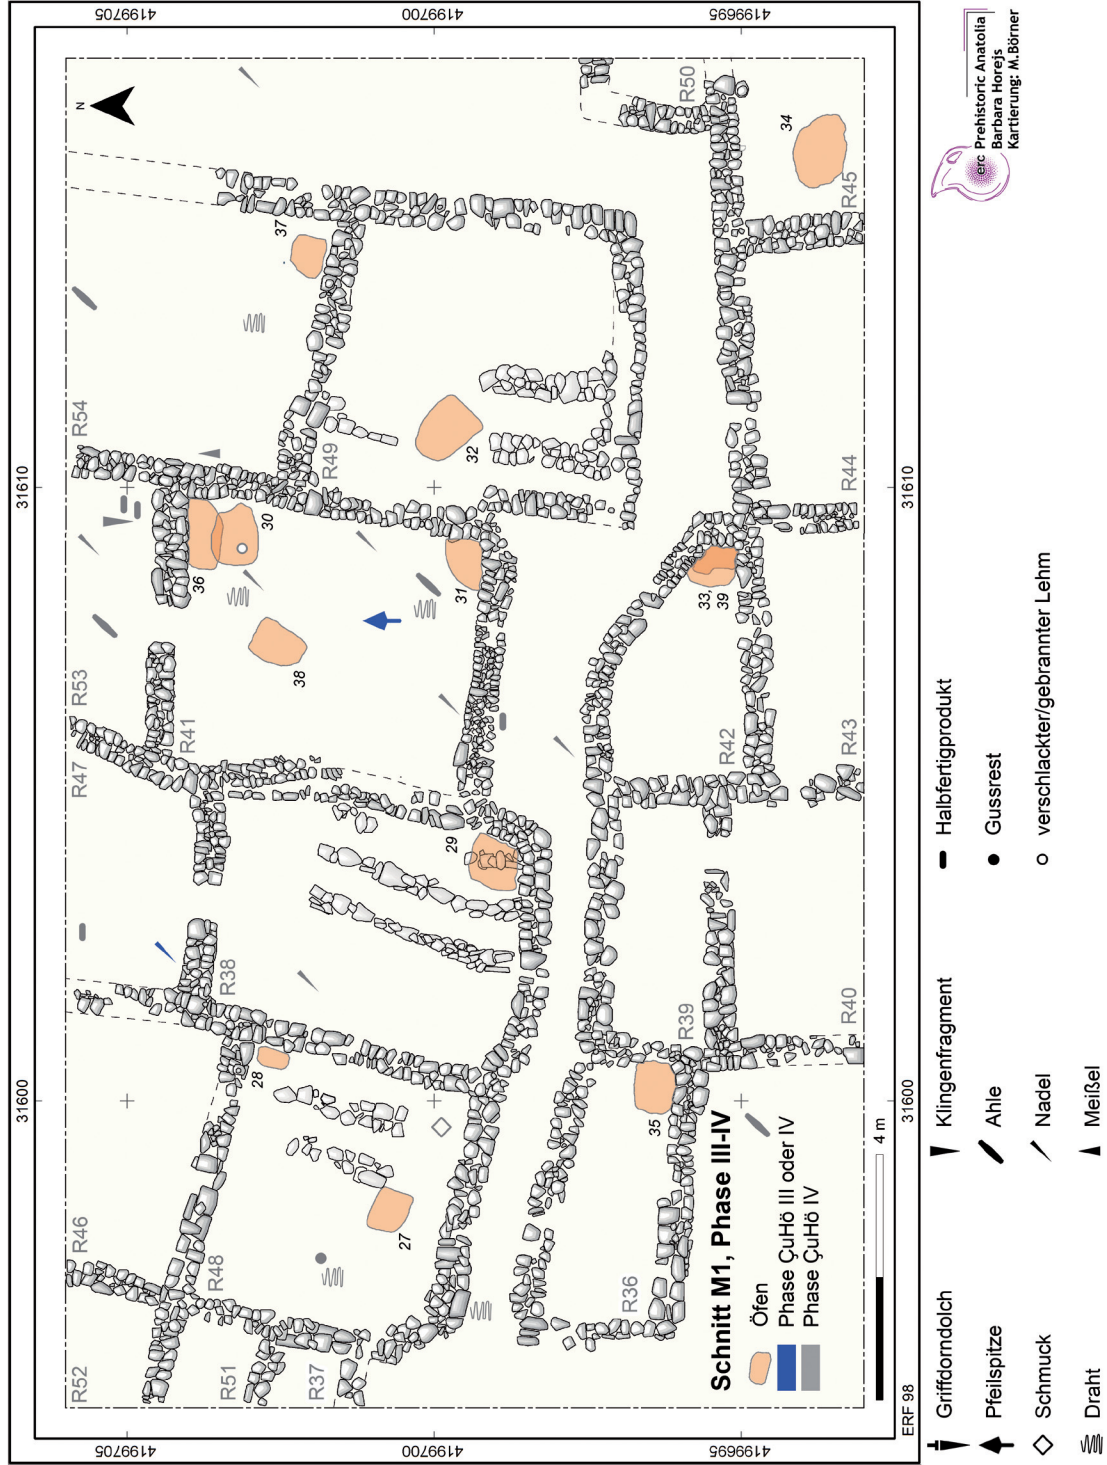 4199705
4199700
4199695
31610
31600
31610
31600
4199705
4199700
4199695
N
R50
34
R45
37
R54
R49
32
R44
30
36
31
33,
39
38
R53
R47
R41
R42
R43
29
R38
R39
R40
28
35
27
R46
R48
R36
R52
R51
R37
Schnitt M1, Phase III-IV
Öfen
Phase ÇuHö III oder IV
Phase ÇuHö IV
4 m
ERF 98
Griffdorndolch
Pfeilspitze
Schmuck
Draht
Klingenfragment
Ahle
Nadel
Meißel
Halbfertigprodukt
Gussrest
verschlackter/gebrannter Lehm
erc Prehistoric Anatolia
Barbara Horejs
Kartierung: M.Börner